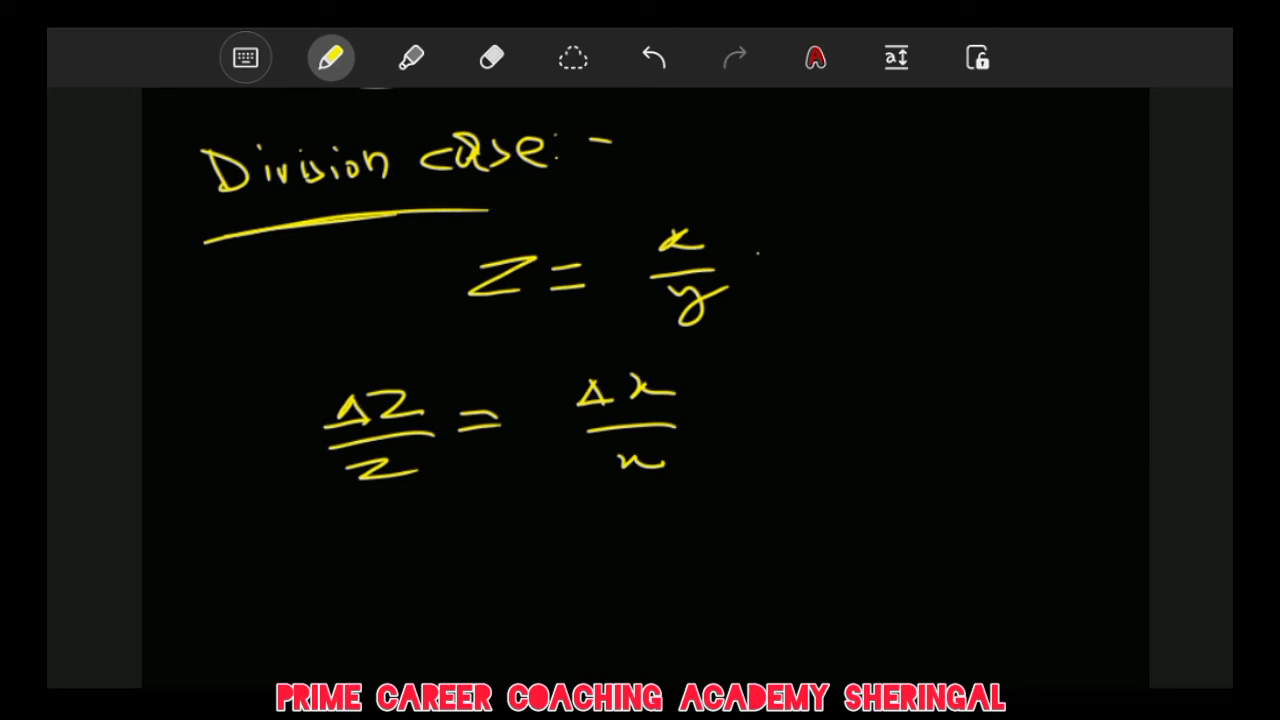 Division case: -
Z = x/y
ΔZ/Z = Δx/x
PRIME CAREER COACHING ACADEMY SHERINGAL